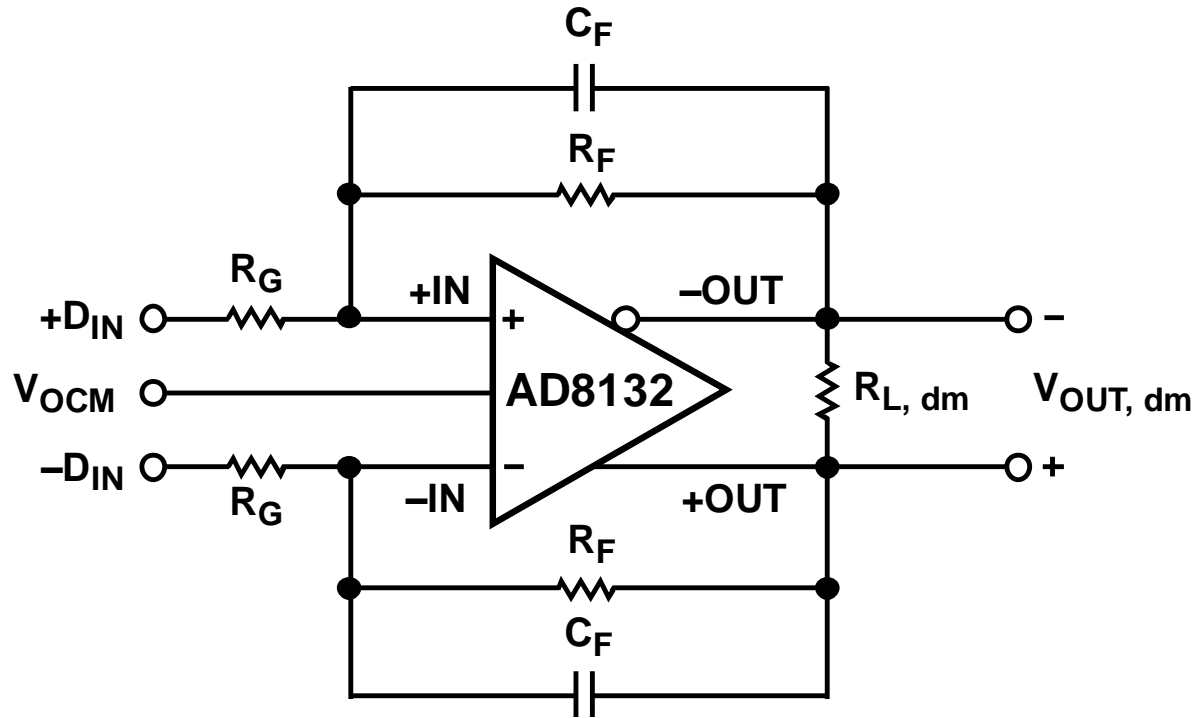 CF
RF
RG
+IN
–OUT
+DIN
+
–
VOCM
AD8132
RL, dm
VOUT, dm
–DIN
–
+
RG
–IN
+OUT
RF
CF